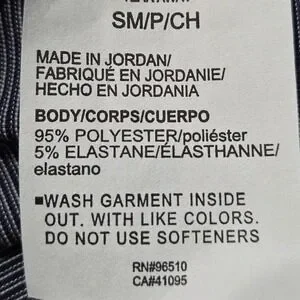 SM/P/CH
MADE IN JORDAN/
FABRIQUÉ EN JORDANIE/
HECHO EN JORDANIA
BODY/CORPS/CUERPO
95% POLYESTER/poliéster
5% ELASTANE/ÉLASTHANNE/
elastano
▪WASH GARMENT INSIDE
OUT. WITH LIKE COLORS.
DO NOT USE SOFTENERS
RN#96510
CA#41095